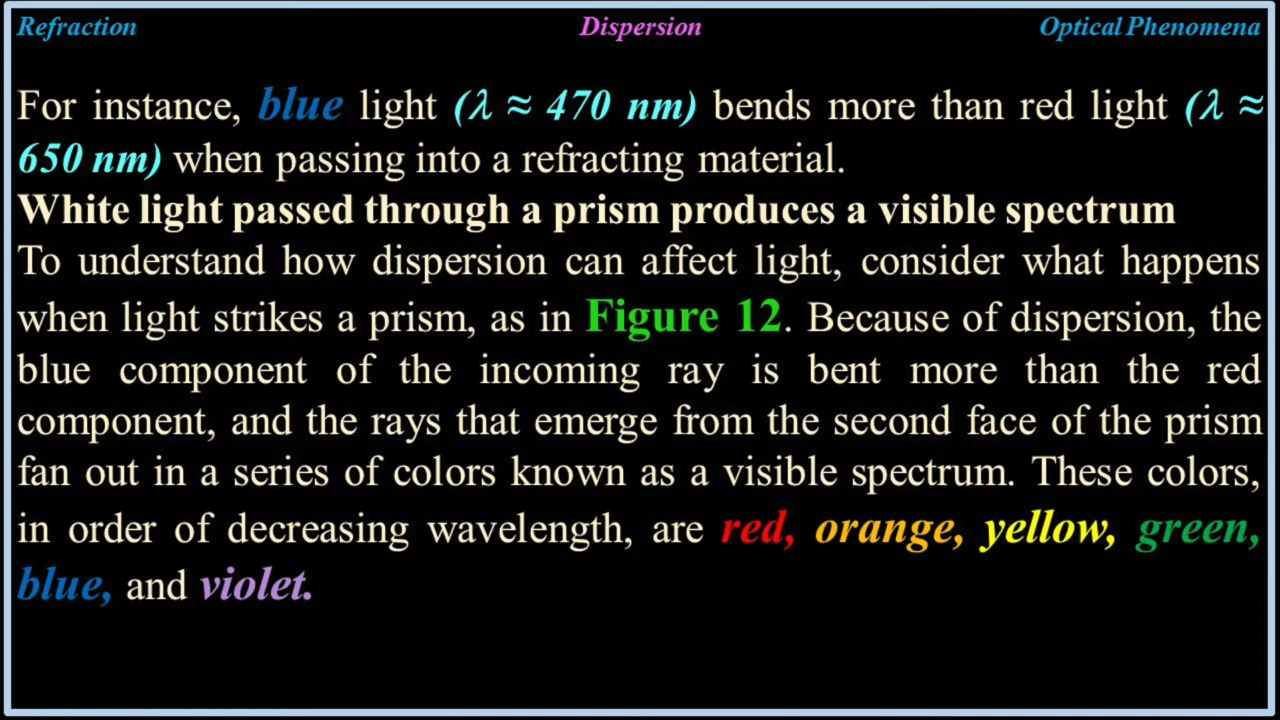 Refraction Dispersion Optical Phenomena
For instance, blue light (λ ≈ 470 nm) bends more than red light (λ ≈
650 nm) when passing into a refracting material.
White light passed through a prism produces a visible spectrum
To understand how dispersion can affect light, consider what happens
when light strikes a prism, as in Figure 12. Because of dispersion, the
blue component of the incoming ray is bent more than the red
component, and the rays that emerge from the second face of the prism
fan out in a series of colors known as a visible spectrum. These colors,
in order of decreasing wavelength, are red, orange, yellow, green,
blue, and violet.